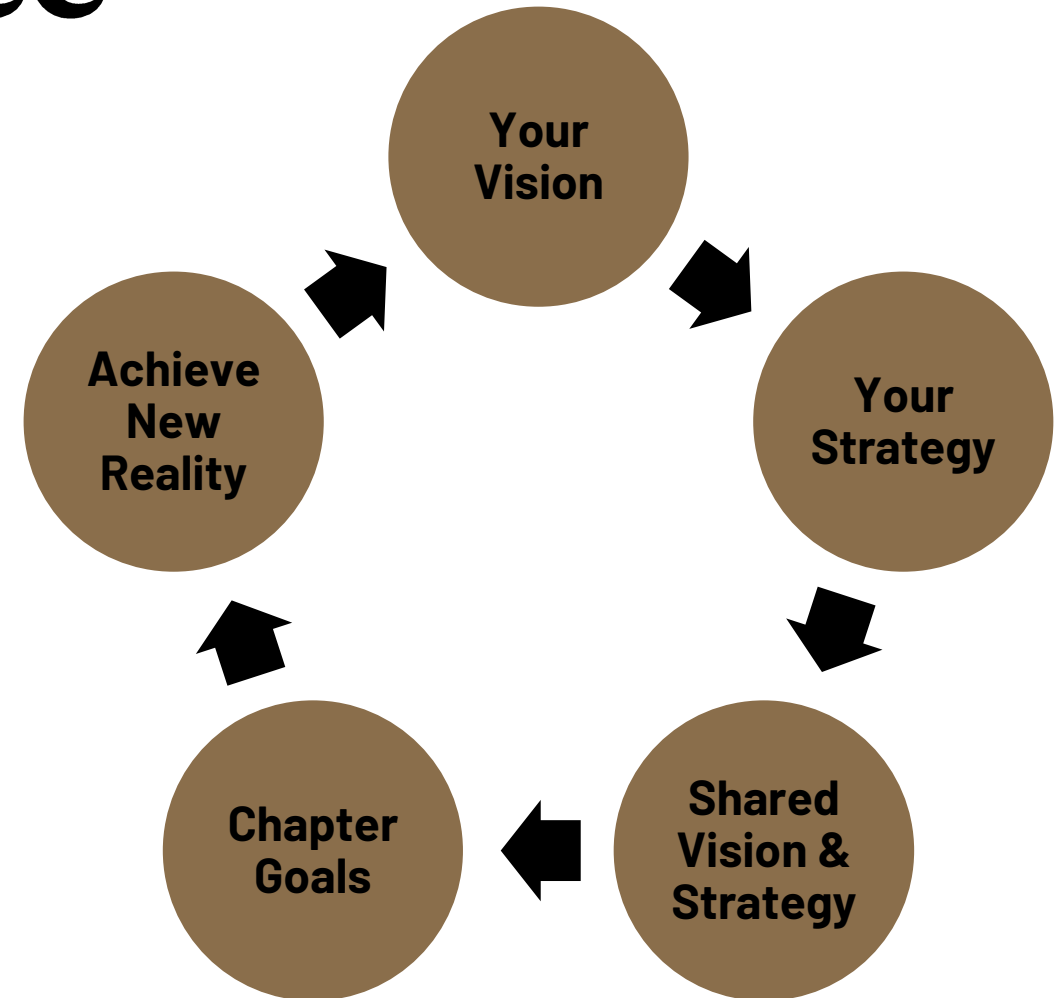 Your
Vision
Your
Strategy
Shared
Vision &
Strategy
Chapter
Goals
Achieve
New
Reality